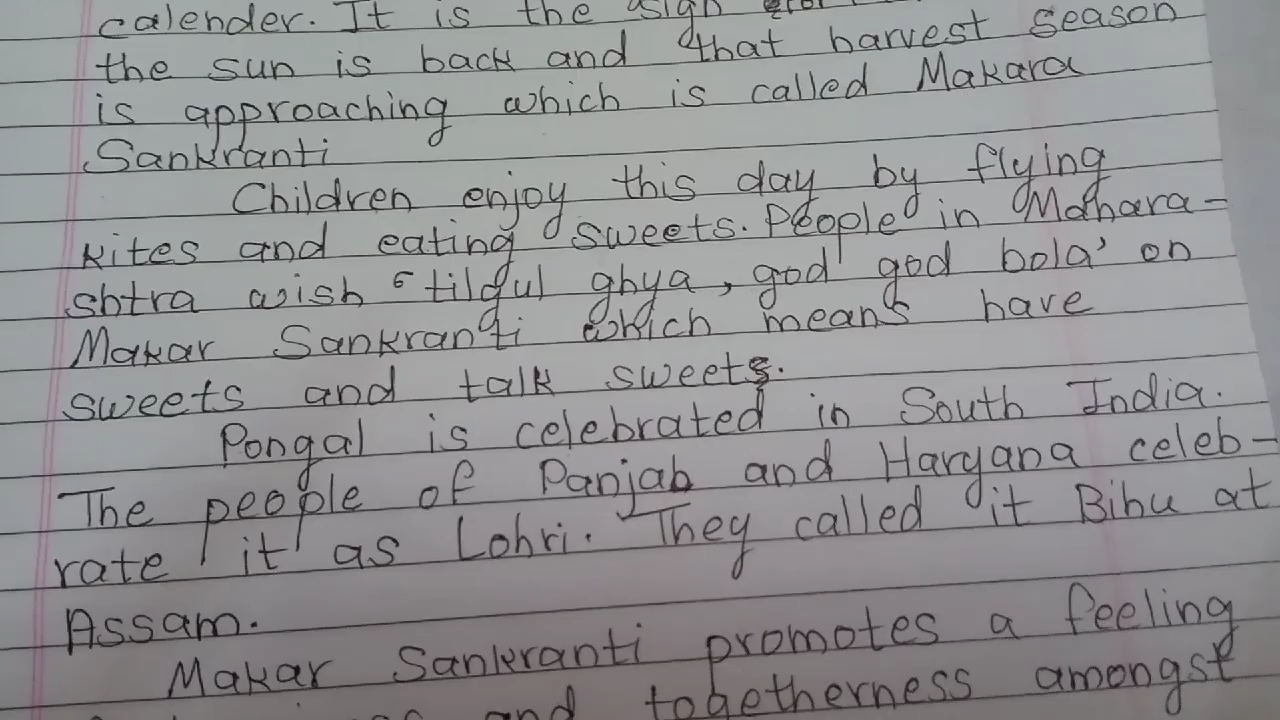 calender. It is the sign
the sun is back and that harvest season
is approaching which is called Makara
Sankranti
Children enjoy this day by flying
kites and eating sweets. People in Mahara-
shtra wish 'tilgul ghya, god god bola' on
Makar Sankranti which means have
sweets and talk sweets.
Pongal is celebrated in South India.
The people of Panjab and Haryana celeb-
rate it as Lohri. They called it Bihu at
Assam.
Makar Sankranti promotes a feeling
and togetherness amongst